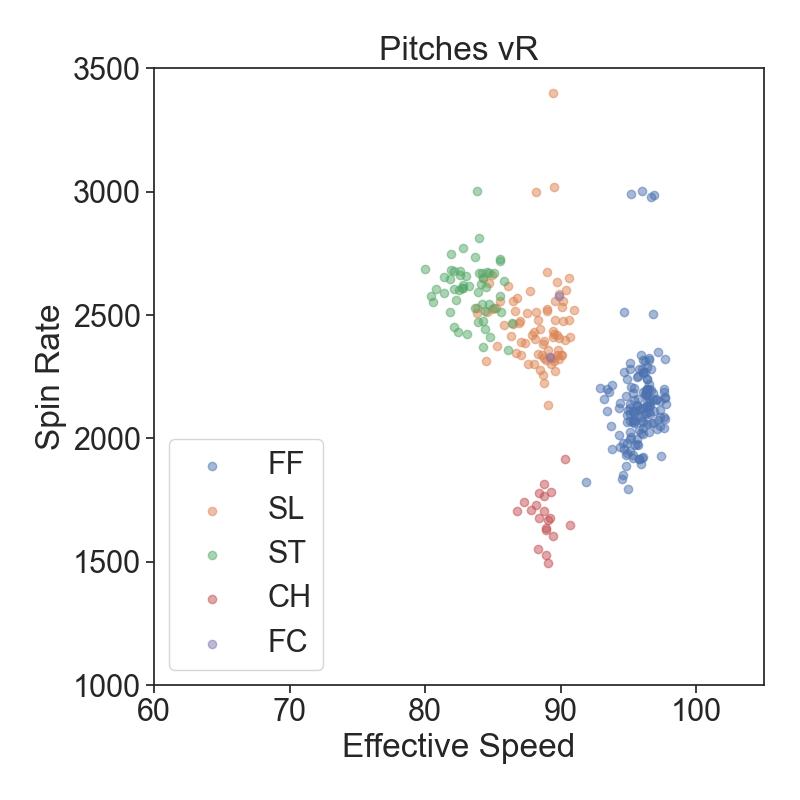 Pitches vR
3500
3000
2500
2000
1500
1000
Spin Rate
FF
SL
ST
CH
FC
60 70 80 90 100
Effective Speed